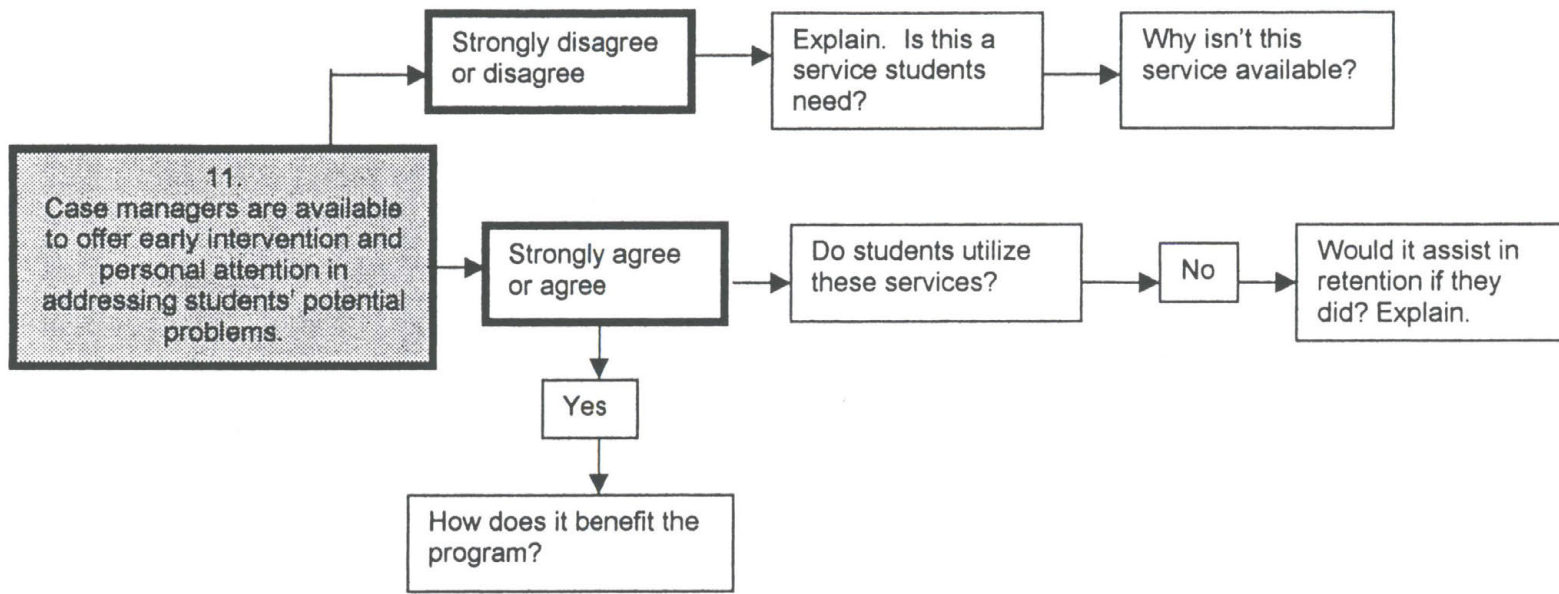 Strongly disagree
or disagree
Explain. Is this a
service students
need?
Why isn't this
service available?
11.
Case managers are available
to offer early intervention and
personal attention in
addressing students' potential
problems.
Strongly agree
or agree
Do students utilize
these services?
No
Would it assist in
retention if they
did? Explain.
Yes
How does it benefit the
program?